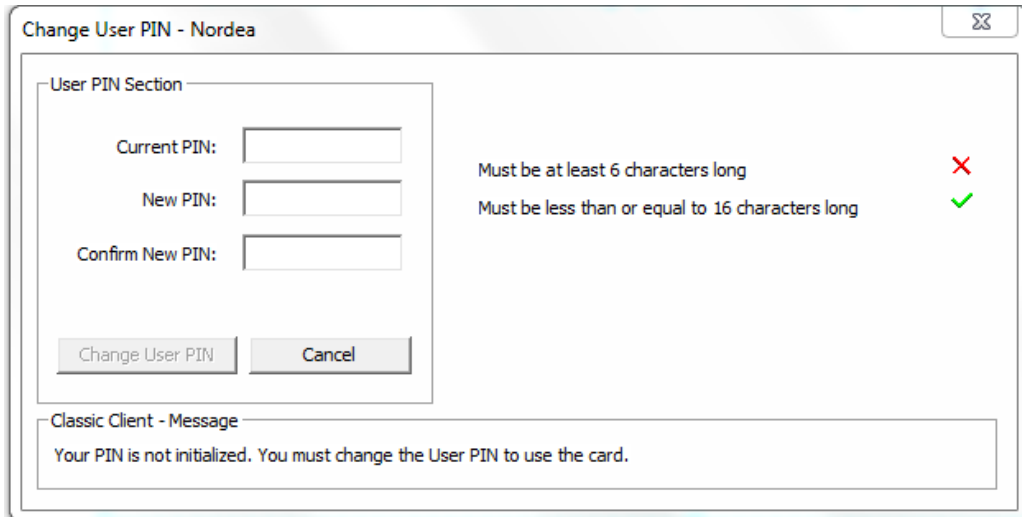 Change User PIN - Nordea
User PIN Section
Current PIN:
New PIN:
Confirm New PIN:
Change User PIN
Cancel
Must be at least 6 characters long
Must be less than or equal to 16 characters long
Classic Client - Message
Your PIN is not initialized. You must change the User PIN to use the card.